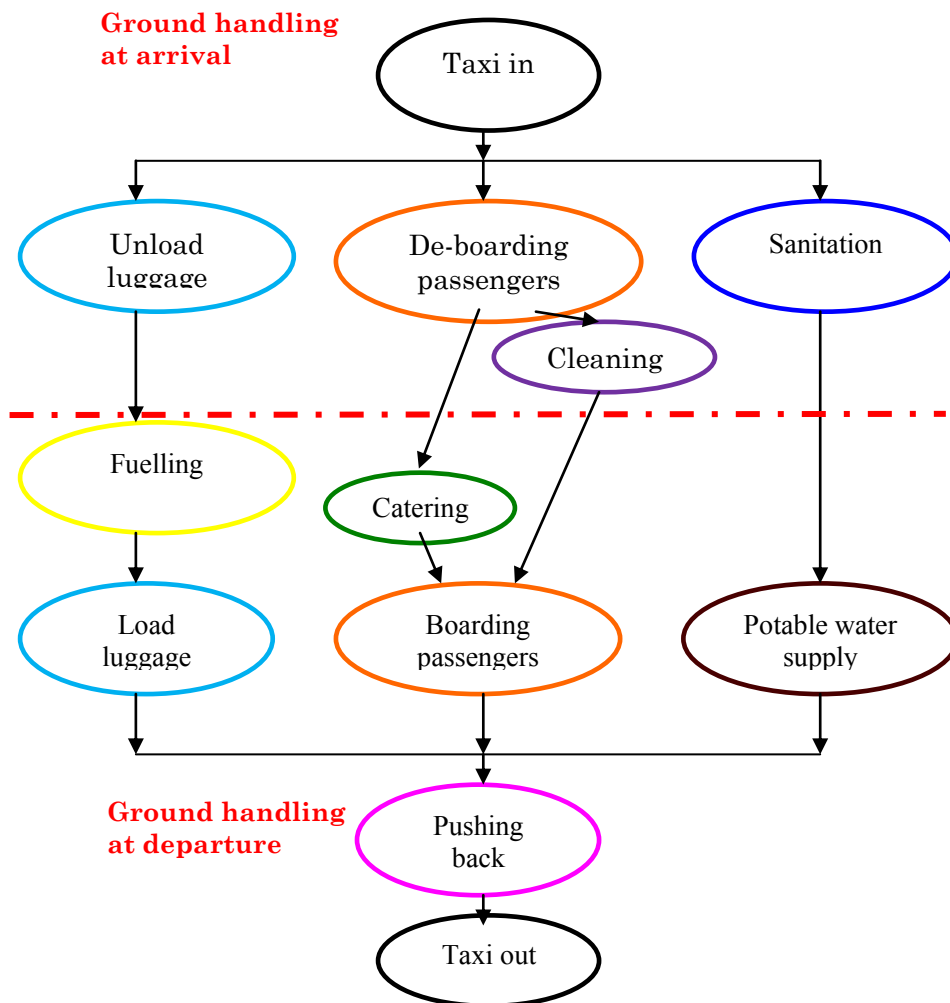 Ground handling
at arrival
Taxi in
Unload
luggage
De-boarding
passengers
Sanitation
Cleaning
Fuelling
Catering
Load
luggage
Boarding
passengers
Potable water
supply
Ground handling
at departure
Pushing
back
Taxi out